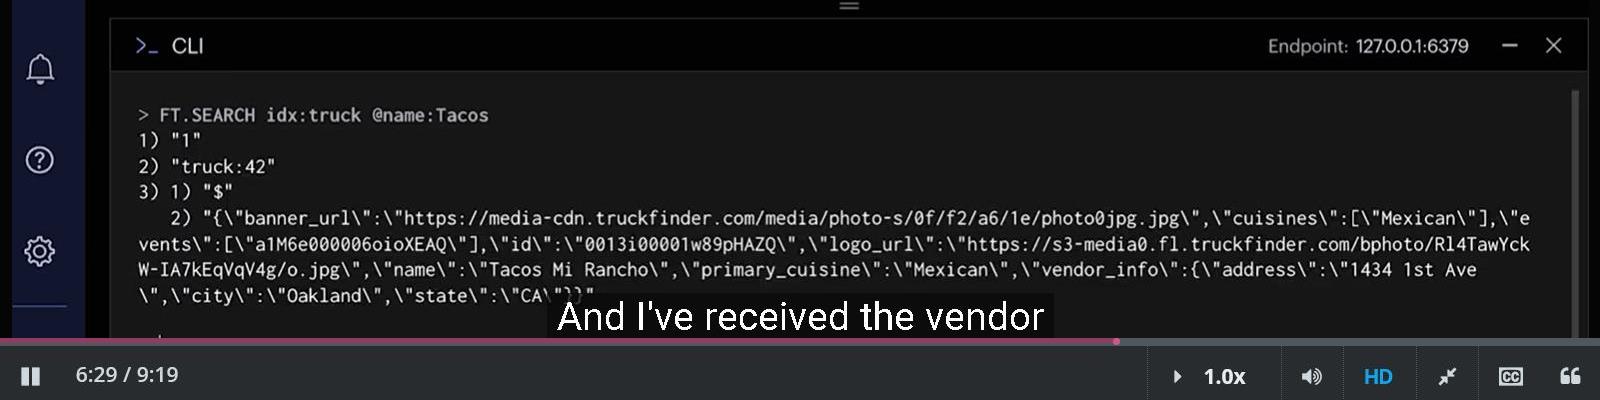 >_ CLI
Endpoint: 127.0.0.1:6379
> FT.SEARCH idx:truck @name:Tacos
1) "1"
2) "truck:42"
3) 1) "$"
2) "{\"banner_url\":\"https://media-cdn.truckfinder.com/media/photo-s/0f/f2/a6/1e/photo0jpg.jpg\",\"cuisines\":[\"Mexican\"],\"e
vents\":[\"a1M6e000006oioXEAQ\"],\"id\":\"0013i00001w89pHAZQ\",\"logo_url\":\"https://s3-media0.fl.truckfinder.com/bphoto/Rl4TawYck
W-IA7kEqVqV4g/o.jpg\",\"name\":\"Tacos Mi Rancho\",\"primary_cuisine\":\"Mexican\",\"vendor_info\":{\"address\":\"1434 1st Ave
\",\"city\":\"Oakland\",\"state\":\"CA\"}}"
And I've received the vendor
6:29 / 9:19
1.0x
HD
CC